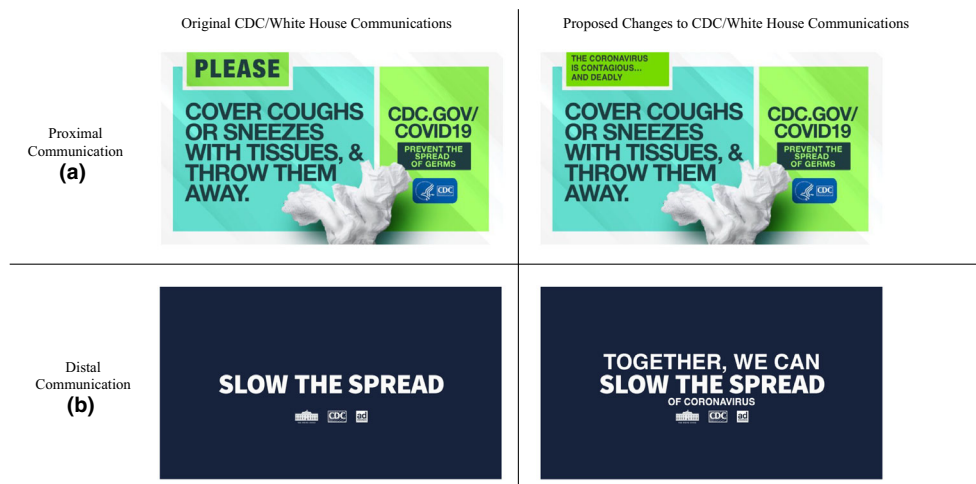 Original CDC/White House Communications
Proposed Changes to CDC/White House Communications
Proximal
Communication
(a)
PLEASE
COVER COUGHS
OR SNEEZES
WITH TISSUES, &
THROW THEM
AWAY.
CDC.GOV/
COVID19
PREVENT THE
SPREAD
OF GERMS
CDC
THE CORONAVIRUS
IS CONTAGIOUS...
AND DEADLY
COVER COUGHS
OR SNEEZES
WITH TISSUES, &
THROW THEM
AWAY.
CDC.GOV/
COVID19
PREVENT THE
SPREAD
OF GERMS
CDC
Distal
Communication
(b)
SLOW THE SPREAD
CDC
ad
TOGETHER, WE CAN
SLOW THE SPREAD
OF CORONAVIRUS
CDC
ad